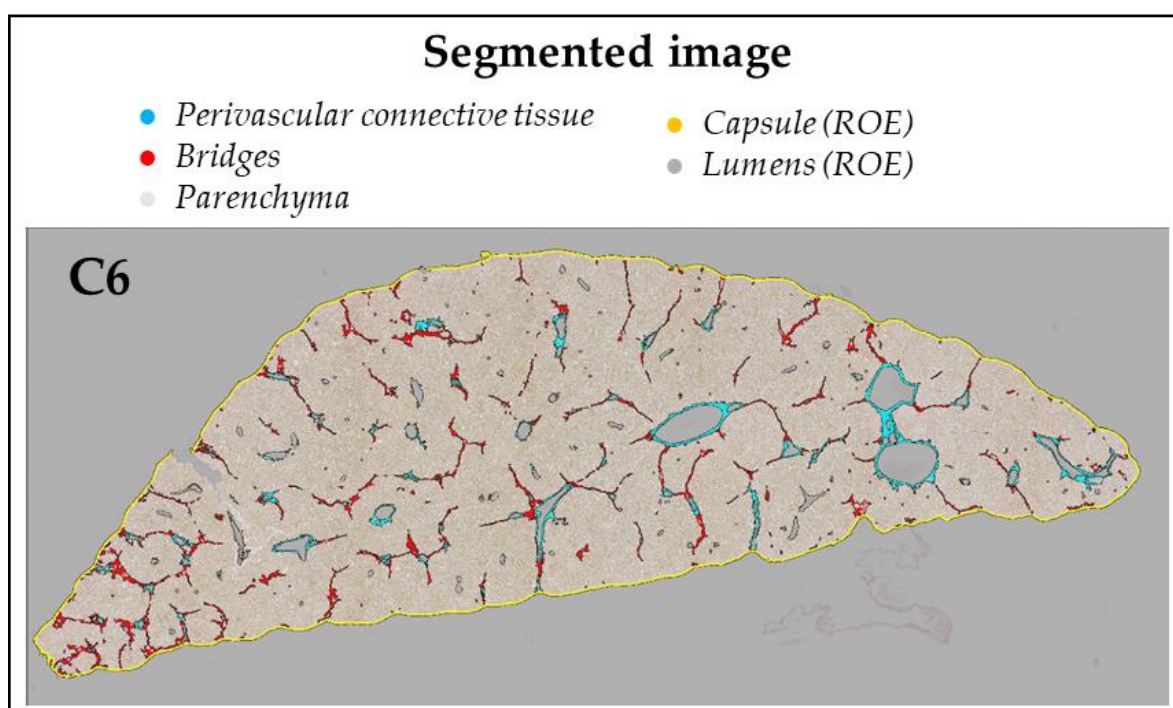 Segmented image
Perivascular connective tissue
Bridges
Parenchyma
Capsule (ROE)
Lumens (ROE)
C6